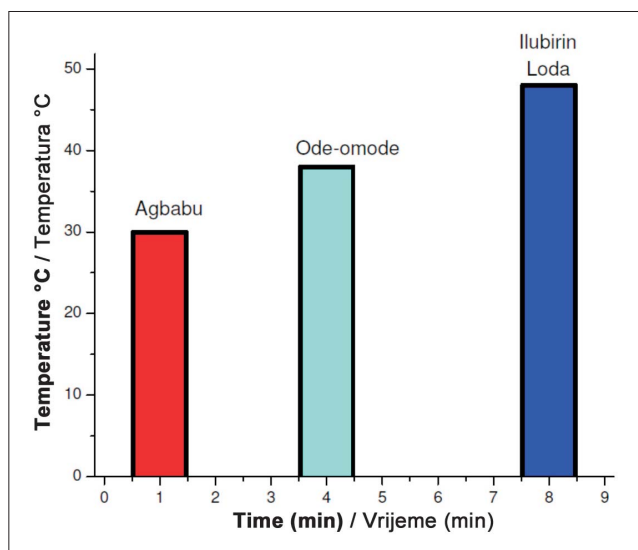 Ilubirin
Loda
Ode-omode
Agbabu
50
40
30
20
10
0
Temperature °C / Temperatura °C
0 1 2 3 4 5 6 7 8 9
Time (min) / Vrijeme (min)